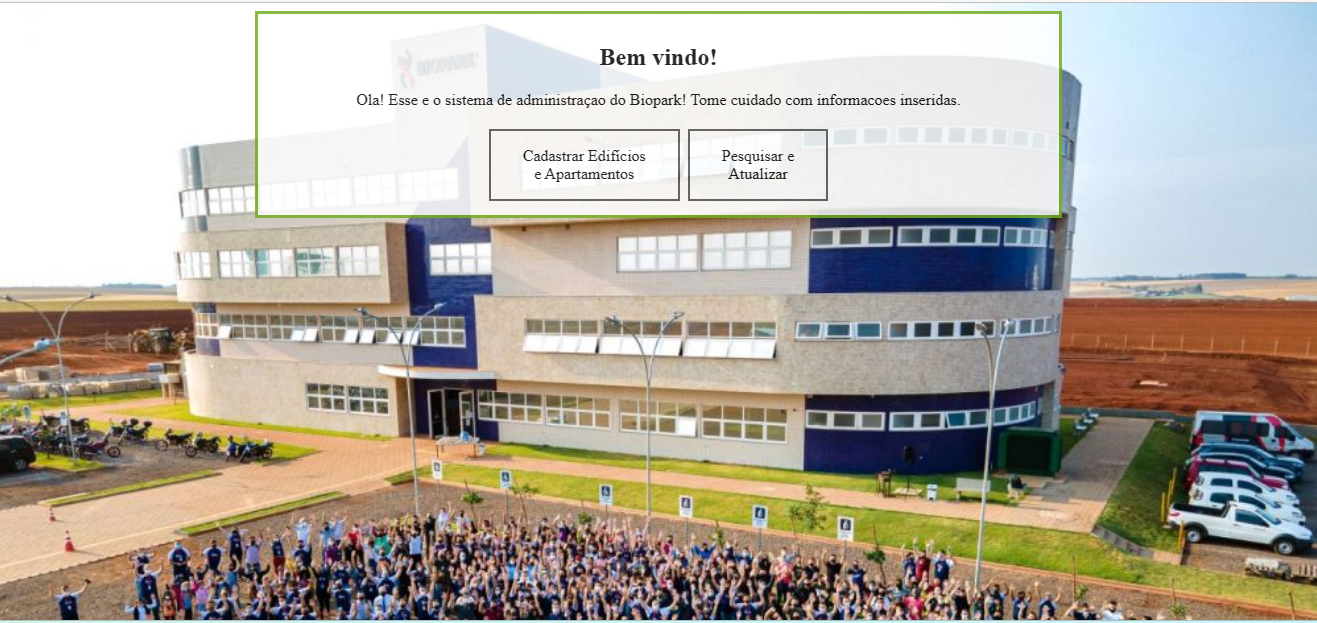 BIOPARK
Bem vindo!
Ola! Esse e o sistema de administraçao do Biopark! Tome cuidado com informacoes inseridas.
Cadastrar Edifícios
e Apartamentos
Pesquisar e
Atualizar